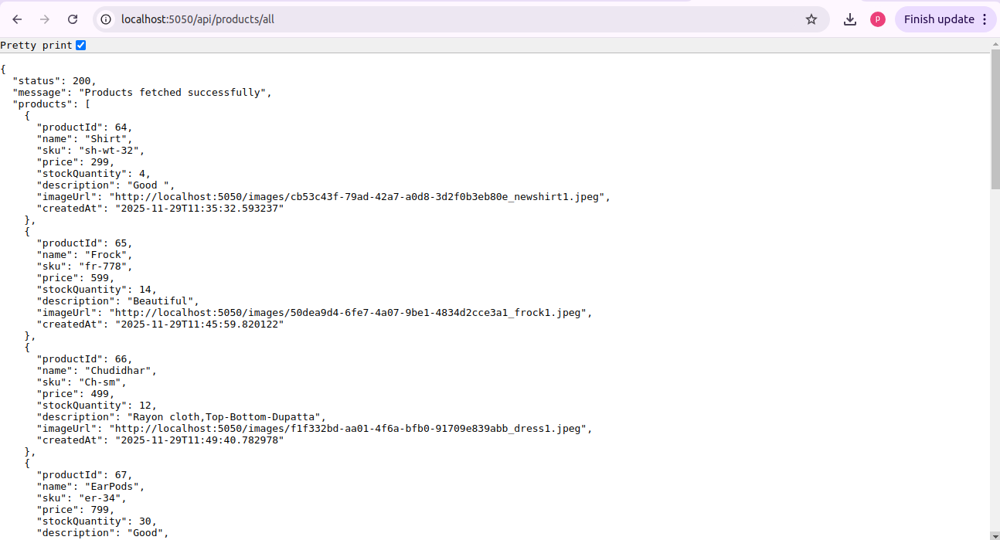 localhost:5050/api/products/all
P
Finish update
Pretty print
{
  "status": 200,
  "message": "Products fetched successfully",
  "products": [
    {
      "productId": 64,
      "name": "Shirt",
      "sku": "sh-wt-32",
      "price": 299,
      "stockQuantity": 4,
      "description": "Good ",
      "imageUrl": "http://localhost:5050/images/cb53c43f-79ad-42a7-a0d8-3d2f0b3eb80e_newshirt1.jpeg",
      "createdAt": "2025-11-29T11:35:32.593237"
    },
    {
      "productId": 65,
      "name": "Frock",
      "sku": "fr-778",
      "price": 599,
      "stockQuantity": 14,
      "description": "Beautiful",
      "imageUrl": "http://localhost:5050/images/50dea9d4-6fe7-4a07-9be1-4834d2cce3a1_frock1.jpeg",
      "createdAt": "2025-11-29T11:45:59.820122"
    },
    {
      "productId": 66,
      "name": "Chudidhar",
      "sku": "Ch-sm",
      "price": 499,
      "stockQuantity": 12,
      "description": "Rayon cloth,Top-Bottom-Dupatta",
      "imageUrl": "http://localhost:5050/images/f1f332bd-aa01-4f6a-bfb0-91709e839abb_dress1.jpeg",
      "createdAt": "2025-11-29T11:49:40.782978"
    },
    {
      "productId": 67,
      "name": "EarPods",
      "sku": "er-34",
      "price": 799,
      "stockQuantity": 30,
      "description": "Good",